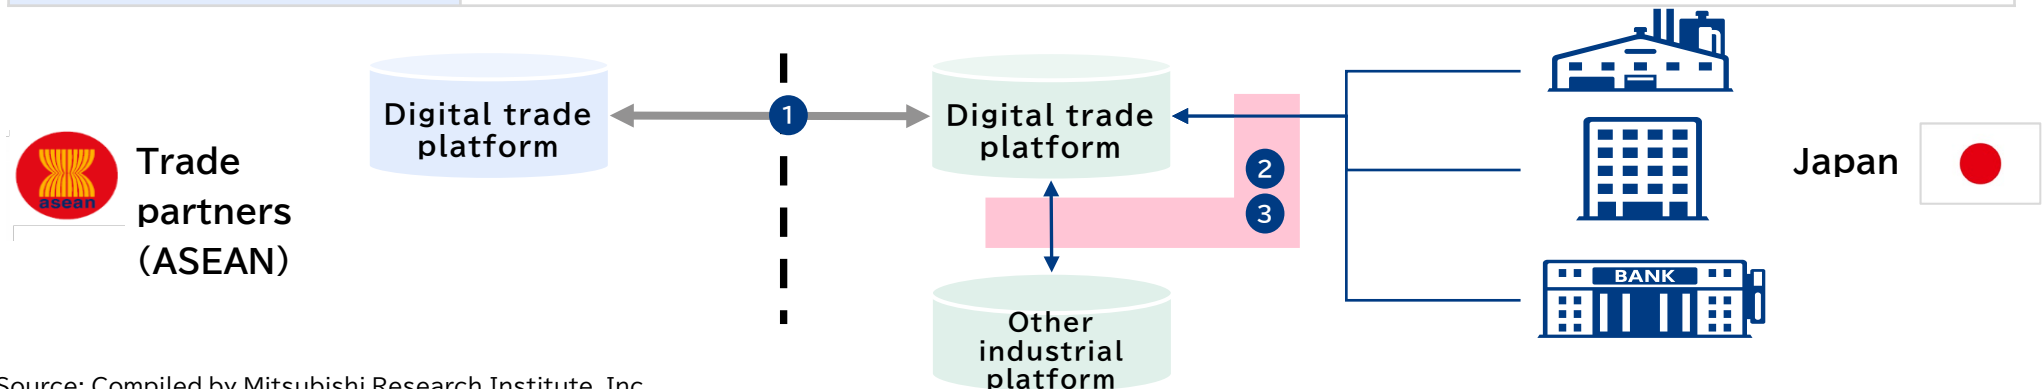 Digital trade
platform
1
Digital trade
platform
2
3
asean
Trade
partners
(ASEAN)
Japan
BANK
Other
industrial
platform
Source: Compiled by Mitsubishi Research Institute, Inc